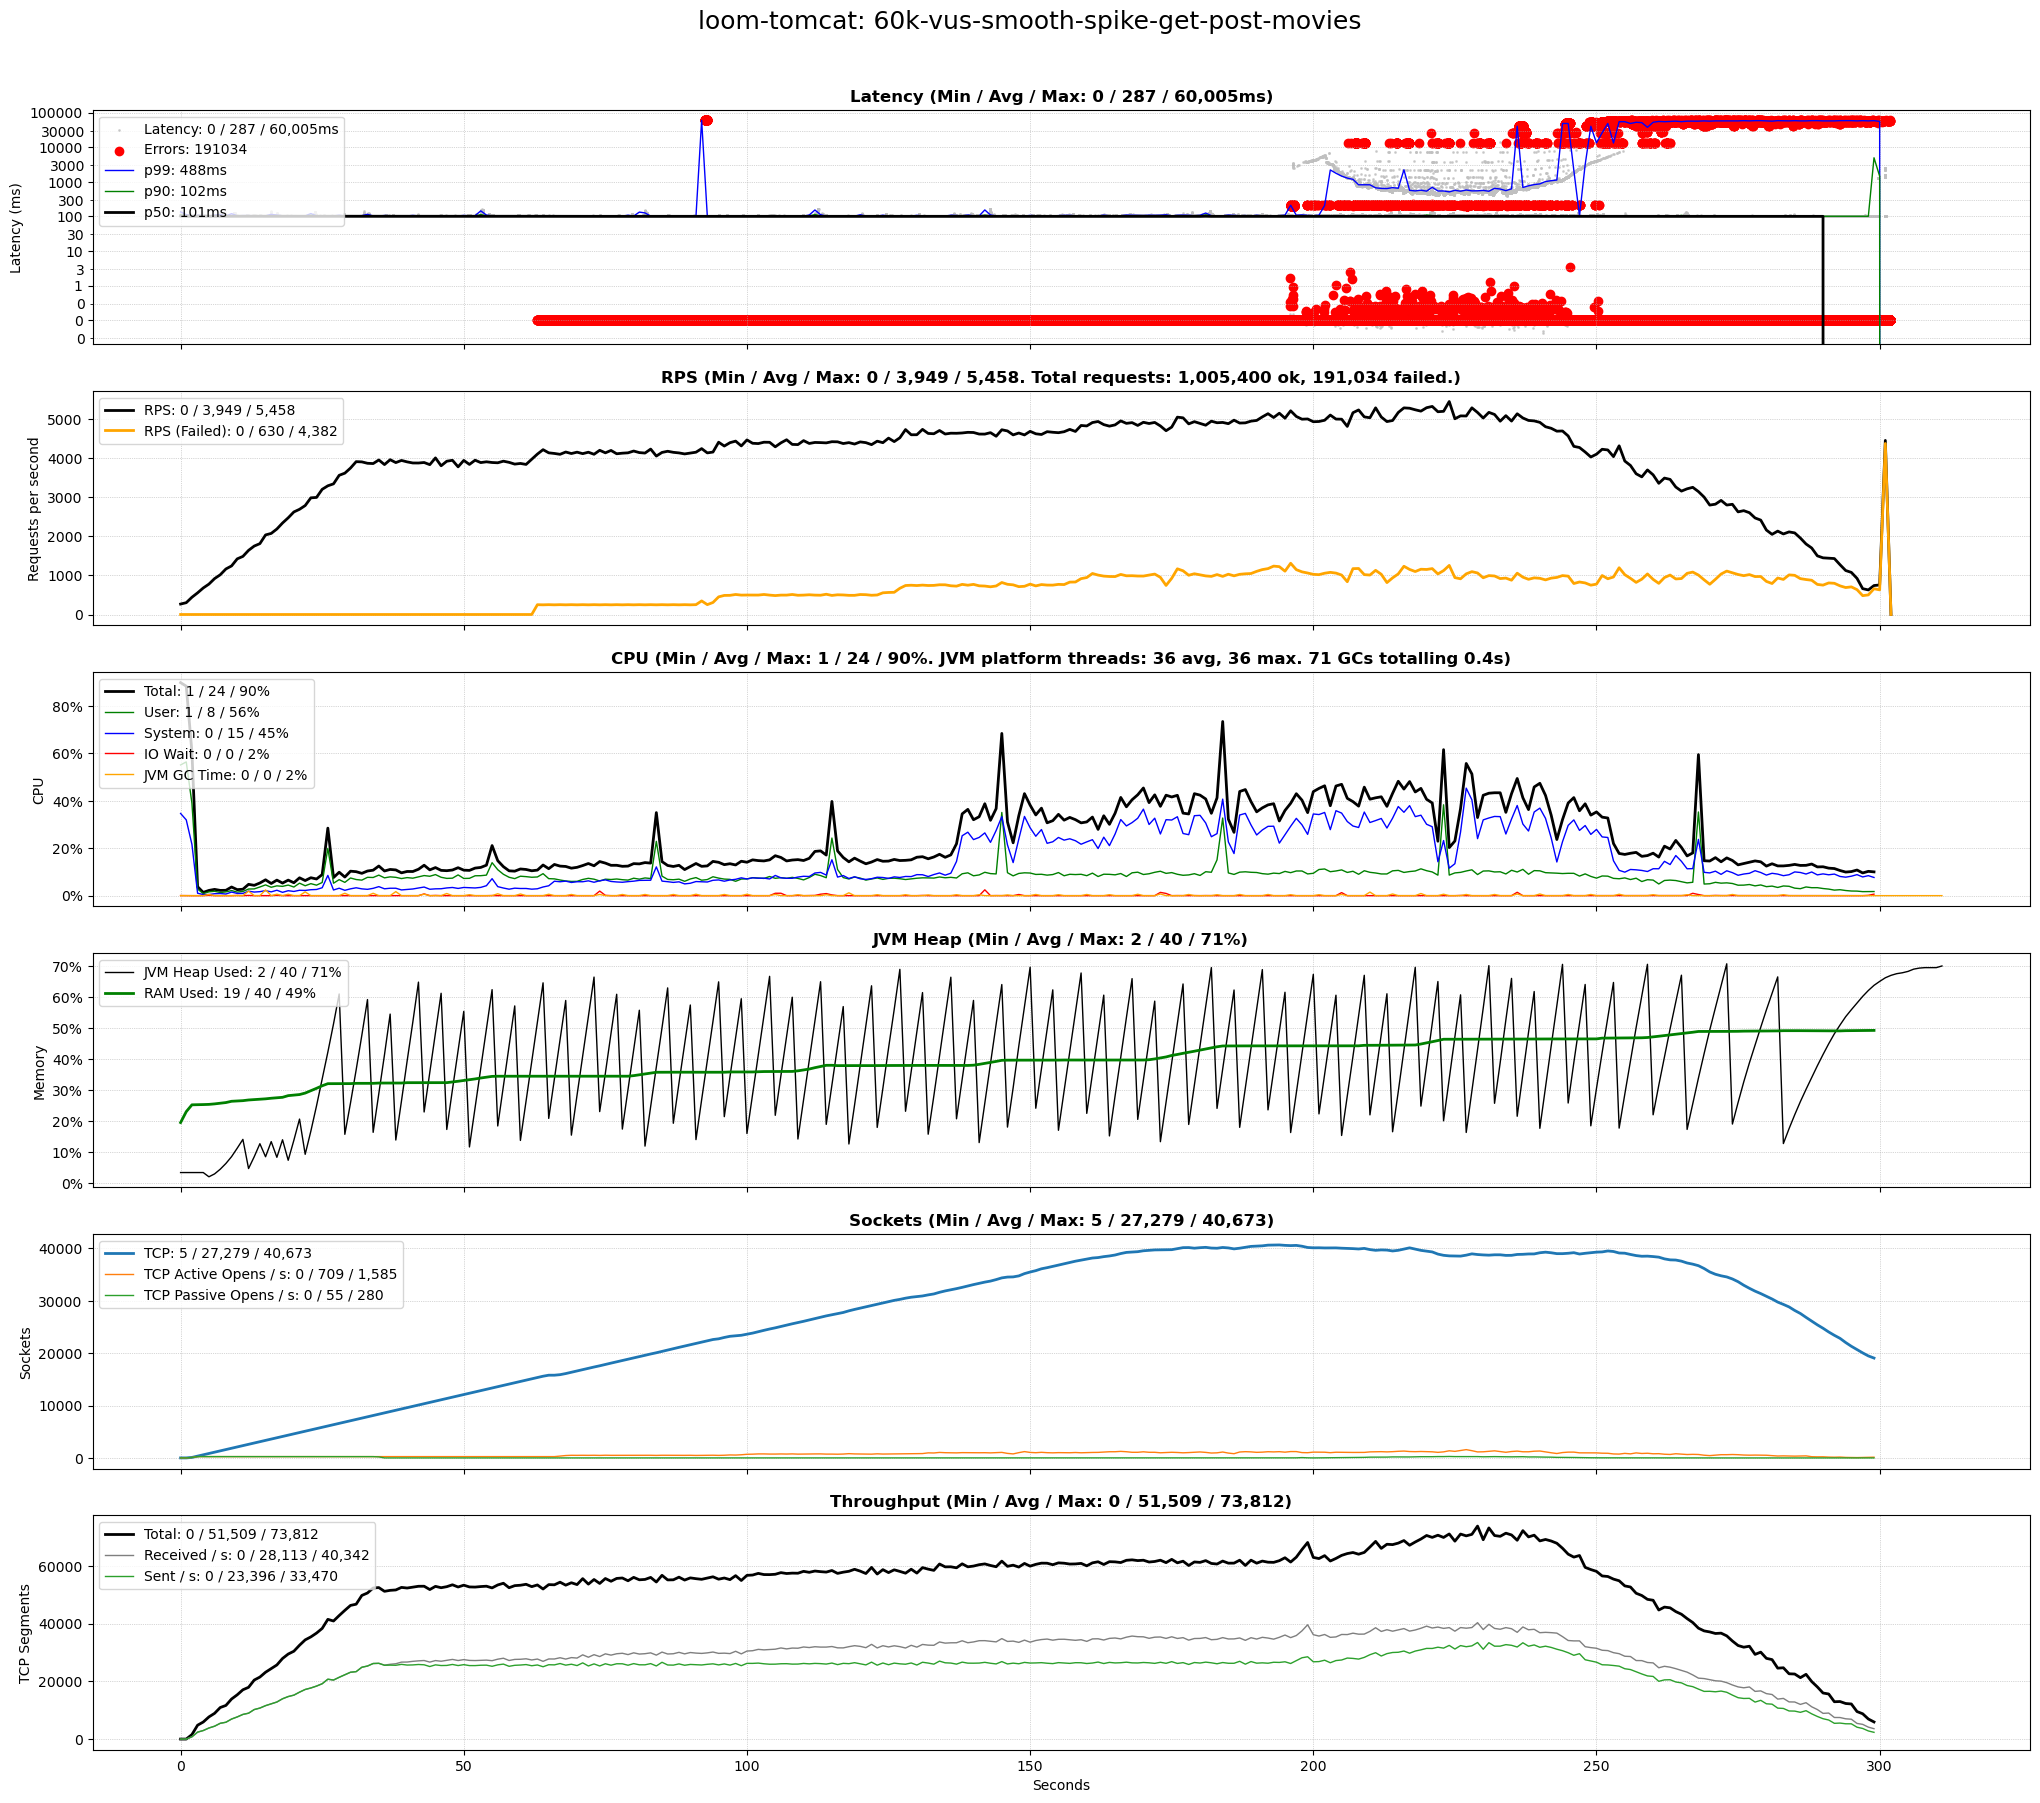 loom-tomcat: 60k-vus-smooth-spike-get-post-movies
Latency (Min / Avg / Max: 0 / 287 / 60,005ms)
Latency (ms)
100000
30000
10000
3000
1000
300
100
30
10
3
1
0
0
0
Latency: 0 / 287 / 60,005ms
Errors: 191034
p99: 488ms
p90: 102ms
p50: 101ms
RPS (Min / Avg / Max: 0 / 3,949 / 5,458. Total requests: 1,005,400 ok, 191,034 failed.)
Requests per second
5000
4000
3000
2000
1000
0
RPS: 0 / 3,949 / 5,458
RPS (Failed): 0 / 630 / 4,382
CPU (Min / Avg / Max: 1 / 24 / 90%. JVM platform threads: 36 avg, 36 max. 71 GCs totalling 0.4s)
CPU
80%
60%
40%
20%
0%
Total: 1 / 24 / 90%
User: 1 / 8 / 56%
System: 0 / 15 / 45%
IO Wait: 0 / 0 / 2%
JVM GC Time: 0 / 0 / 2%
JVM Heap (Min / Avg / Max: 2 / 40 / 71%)
Memory
70%
60%
50%
40%
30%
20%
10%
0%
JVM Heap Used: 2 / 40 / 71%
RAM Used: 19 / 40 / 49%
Sockets (Min / Avg / Max: 5 / 27,279 / 40,673)
Sockets
40000
30000
20000
10000
0
TCP: 5 / 27,279 / 40,673
TCP Active Opens / s: 0 / 709 / 1,585
TCP Passive Opens / s: 0 / 55 / 280
Throughput (Min / Avg / Max: 0 / 51,509 / 73,812)
TCP Segments
60000
40000
20000
0
Total: 0 / 51,509 / 73,812
Received / s: 0 / 28,113 / 40,342
Sent / s: 0 / 23,396 / 33,470
0 50 100 150 200 250 300
Seconds